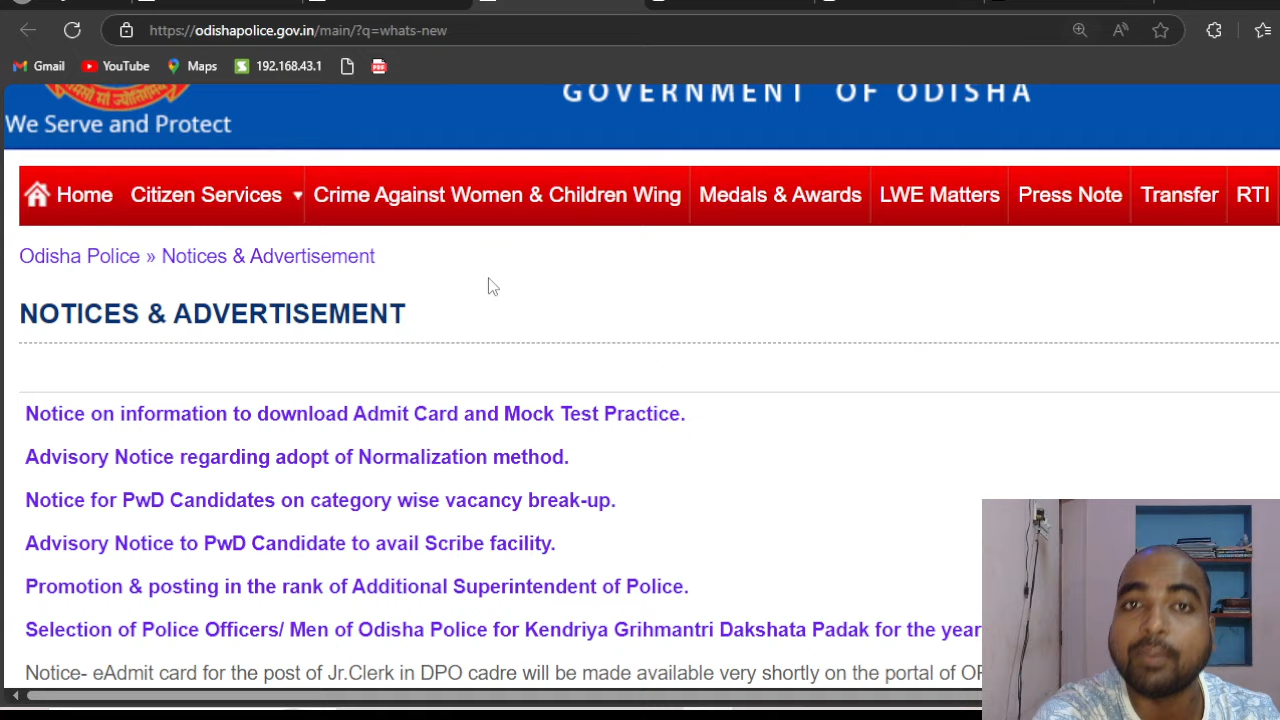 https://odishapolice.gov.in/main/?q=whats-new
Gmail YouTube Maps 192.168.43.1
GOVERNMENT OF ODISHA
We Serve and Protect
Home Citizen Services Crime Against Women & Children Wing Medals & Awards LWE Matters Press Note Transfer RTI
Odisha Police » Notices & Advertisement
NOTICES & ADVERTISEMENT
Notice on information to download Admit Card and Mock Test Practice.
Advisory Notice regarding adopt of Normalization method.
Notice for PwD Candidates on category wise vacancy break-up.
Advisory Notice to PwD Candidate to avail Scribe facility.
Promotion & posting in the rank of Additional Superintendent of Police.
Selection of Police Officers/ Men of Odisha Police for Kendriya Grihmantri Dakshata Padak for the year
Notice- eAdmit card for the post of Jr.Clerk in DPO cadre will be made available very shortly on the portal of